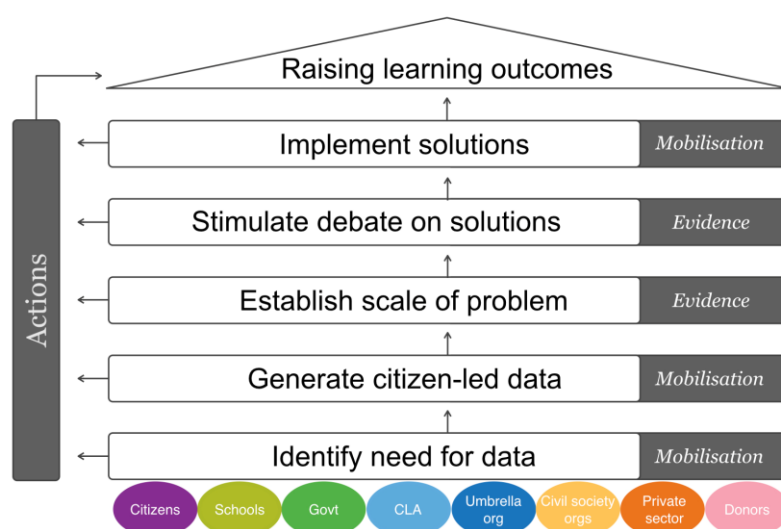 Raising learning outcomes
Actions
Implement solutions
Mobilisation
Stimulate debate on solutions
Evidence
Establish scale of problem
Evidence
Generate citizen-led data
Mobilisation
Identify need for data
Mobilisation
Citizens
Schools
Govt
CLA
Umbrella
org
Civil society
orgs
Private
sector
Donors